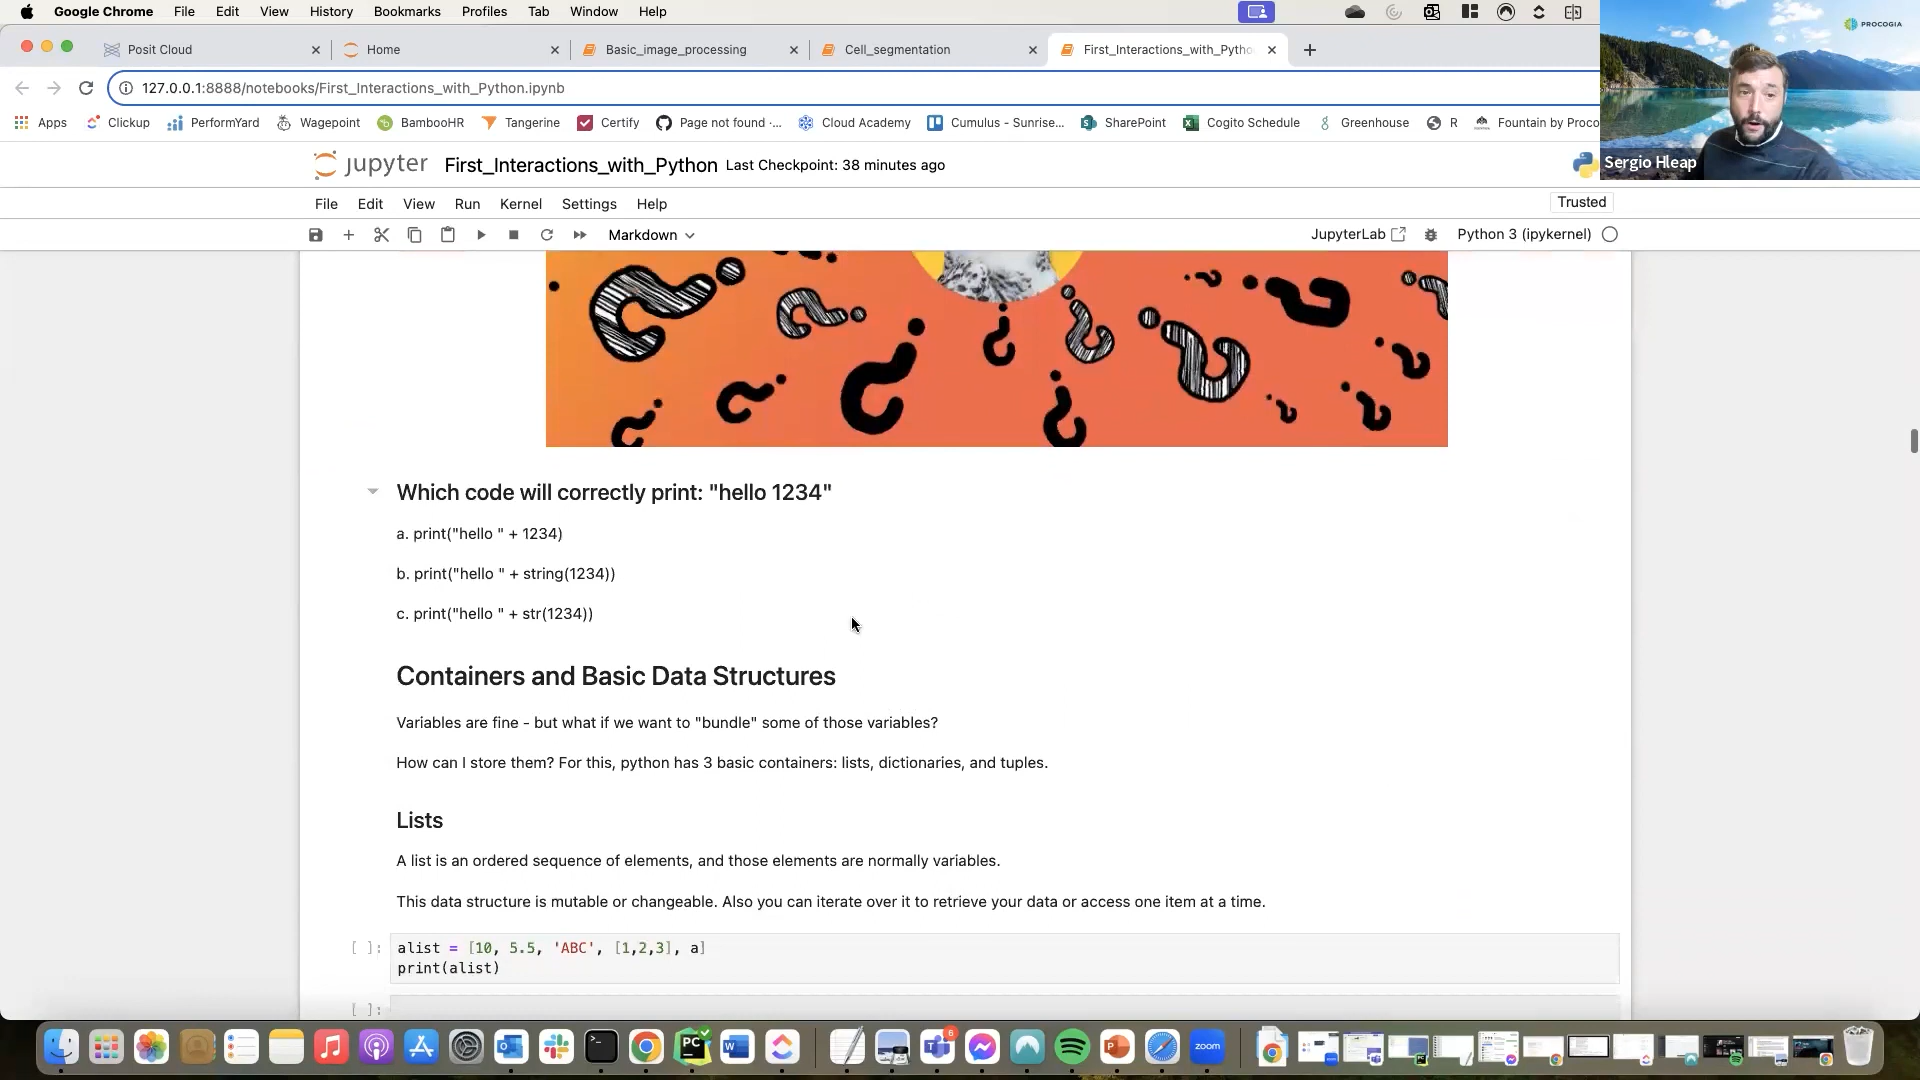 Google Chrome File Edit View History Bookmarks Profiles Tab Window Help
PROCOGIA
Posit Cloud
Home
Basic_image_processing
Cell_segmentation
First_Interactions_with_Pytho
127.0.0.1:8888/notebooks/First_Interactions_with_Python.ipynb
Apps Clickup PerformYard Wagepoint BambooHR Tangerine Certify Page not found ·... Cloud Academy Cumulus - Sunrise... SharePoint Cogito Schedule Greenhouse R Fountain by Proco
Sergio Hleap
jupyter First_Interactions_with_Python Last Checkpoint: 38 minutes ago
File Edit View Run Kernel Settings Help
Trusted
Markdown
JupyterLab
Python 3 (ipykernel)
Which code will correctly print: "hello 1234"
a. print("hello " + 1234)
b. print("hello " + string(1234))
c. print("hello " + str(1234))
Containers and Basic Data Structures
Variables are fine - but what if we want to "bundle" some of those variables?
How can I store them? For this, python has 3 basic containers: lists, dictionaries, and tuples.
Lists
A list is an ordered sequence of elements, and those elements are normally variables.
This data structure is mutable or changeable. Also you can iterate over it to retrieve your data or access one item at a time.
[ ]: alist = [10, 5.5, 'ABC', [1,2,3], a]
print(alist)
[ ]:
PC
W
zoom